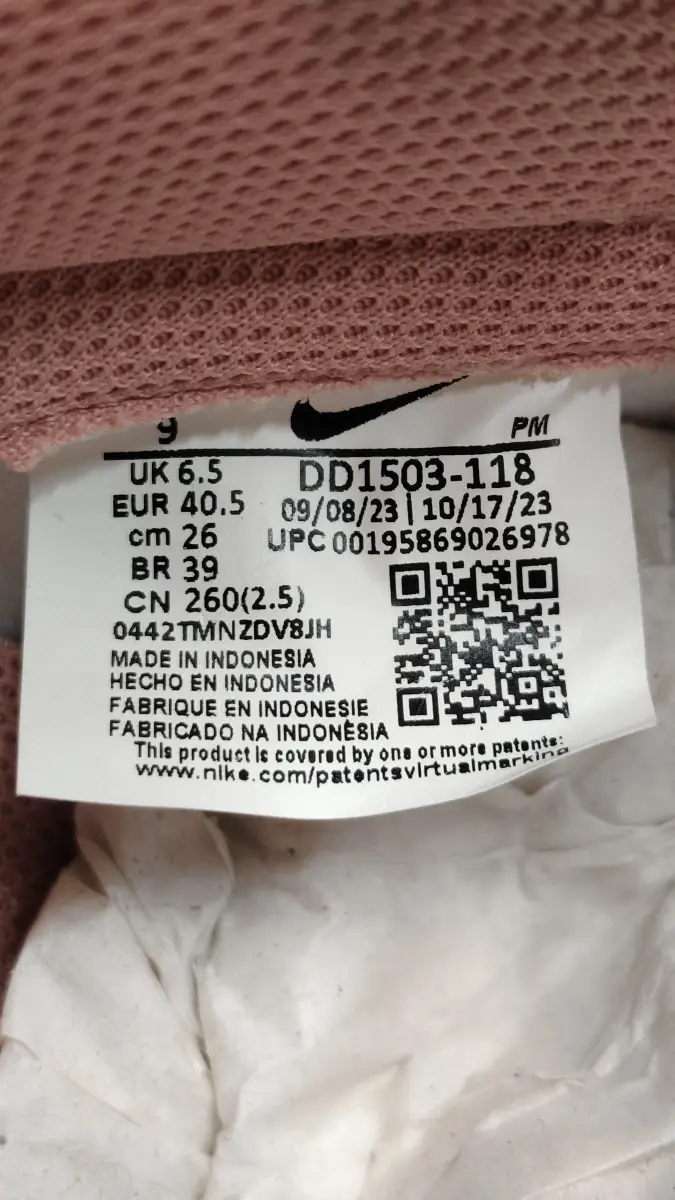 9 PM
UK 6.5 DD1503-118
EUR 40.5 09/08/23 | 10/17/23
cm 26 UPC 00195869026978
BR 39
CN 260(2.5)
0442TMNZDV8JH
MADE IN INDONESIA
HECHO EN INDONESIA
FABRIQUE EN INDONESIE
FABRICADO NA INDONÈSIA
This product is covered by one or more patents:
www.nike.com/patentsvirtualmarking